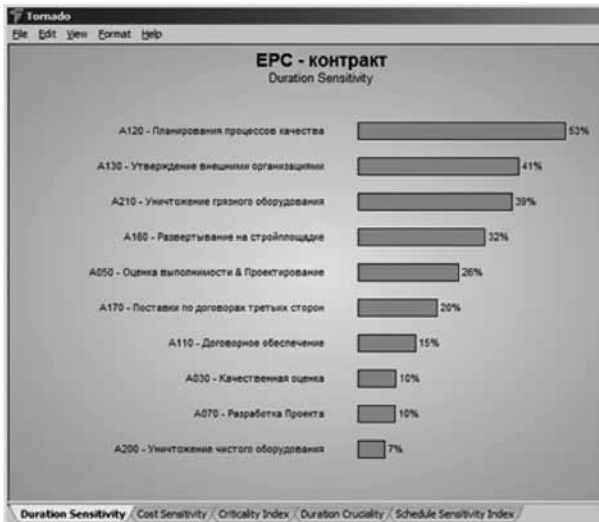 Tornado
File Edit View Format Help
EPC - контракт
Duration Sensitivity
A120 - Планирования процессов качества 53%
A130 - Утверждение внешними организациями 41%
A210 - Уничтожение грязного оборудования 39%
A160 - Развертывание на стройплощадке 32%
A050 - Оценка выполнимости & Проектирование 26%
A170 - Поставки по договорах третьих сторон 20%
A110 - Договорное обеспечение 15%
A030 - Качественная оценка 10%
A070 - Разработка Проекта 10%
A200 - Уничтожение чистого оборудования 7%
Duration Sensitivity Cost Sensitivity Criticality Index Duration Cruciality Schedule Sensitivity Index